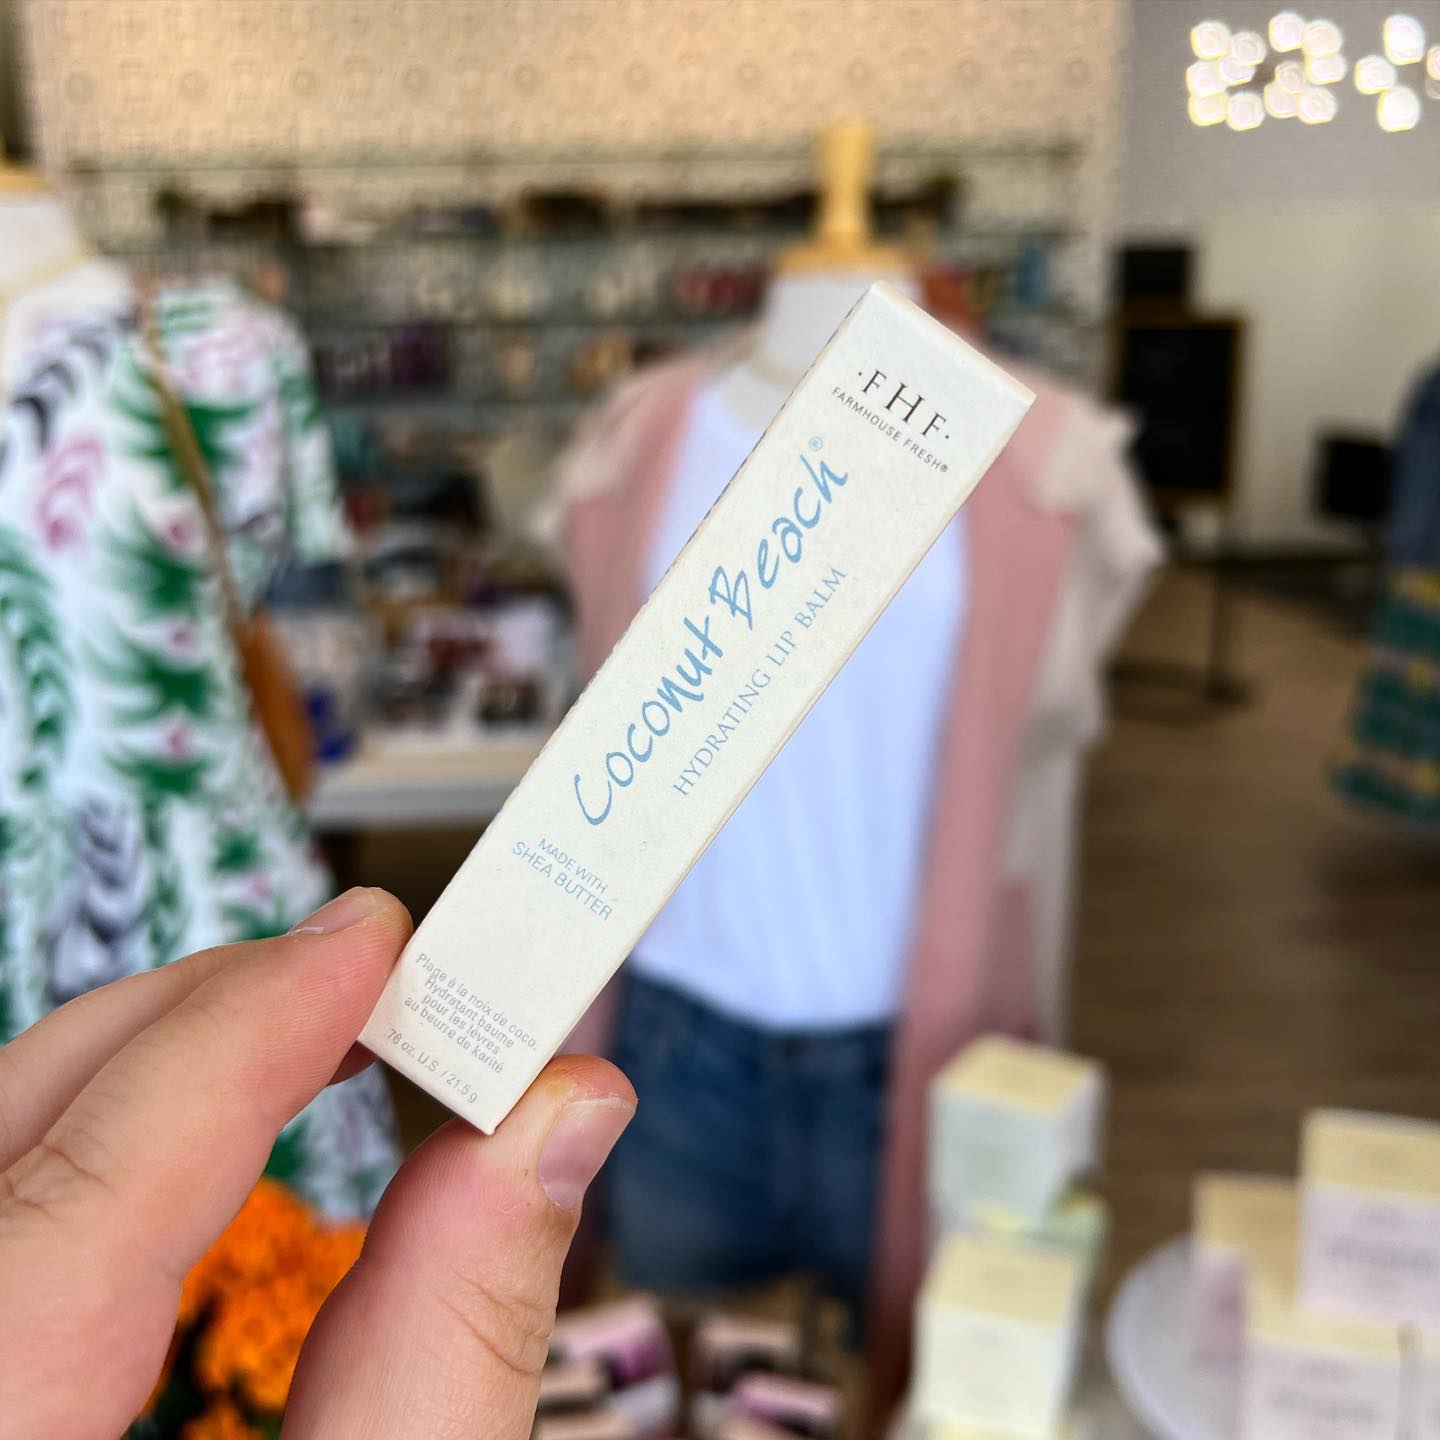 ·FHF·
FARMHOUSE FRESH®
Coconut Beach®
HYDRATING LIP BALM
MADE WITH
SHEA BUTTER
Plage à la noix de coco.
Hydratant baume
pour les lèvres
au beurre de karité
.76 oz. U.S. / 21.5 g